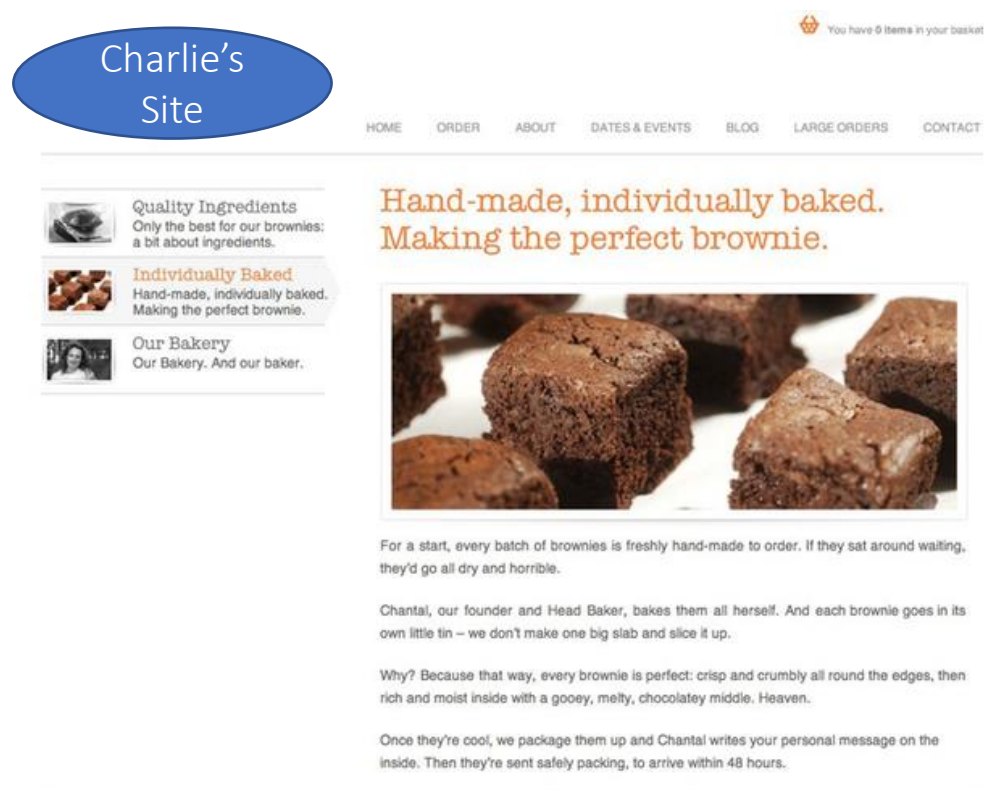 You have 0 items in your basket
Charlie's
Site
HOME ORDER ABOUT DATES & EVENTS BLOG LARGE ORDERS CONTACT
Quality Ingredients
Only the best for our brownies:
a bit about ingredients.
Individually Baked
Hand-made, individually baked.
Making the perfect brownie.
Our Bakery
Our Bakery. And our baker.
Hand-made, individually baked.
Making the perfect brownie.
For a start, every batch of brownies is freshly hand-made to order. If they sat around waiting,
they'd go all dry and horrible.
Chantal, our founder and Head Baker, bakes them all herself. And each brownie goes in its
own little tin – we don't make one big slab and slice it up.
Why? Because that way, every brownie is perfect: crisp and crumbly all round the edges, then
rich and moist inside with a gooey, melty, chocolatey middle. Heaven.
Once they're cool, we package them up and Chantal writes your personal message on the
inside. Then they're sent safely packing, to arrive within 48 hours.